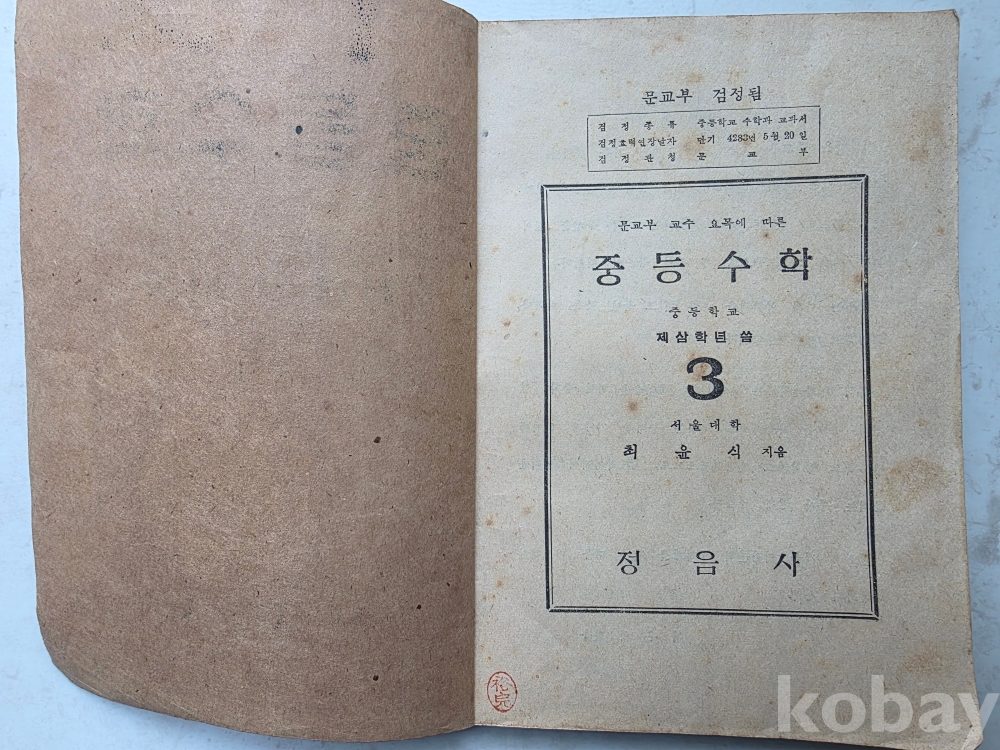 문교부 검정필
검 정 종 류 중등학교 수학과 교과서
검정효력연장날자 단기 4283년 5월 20일
검 정 관 청 문 교 부
문교부 교수 요목에 따른
중등수학
중등학교
제삼학년 씀
3
서울대학
최 윤 식 지음
정 음 사
kobay